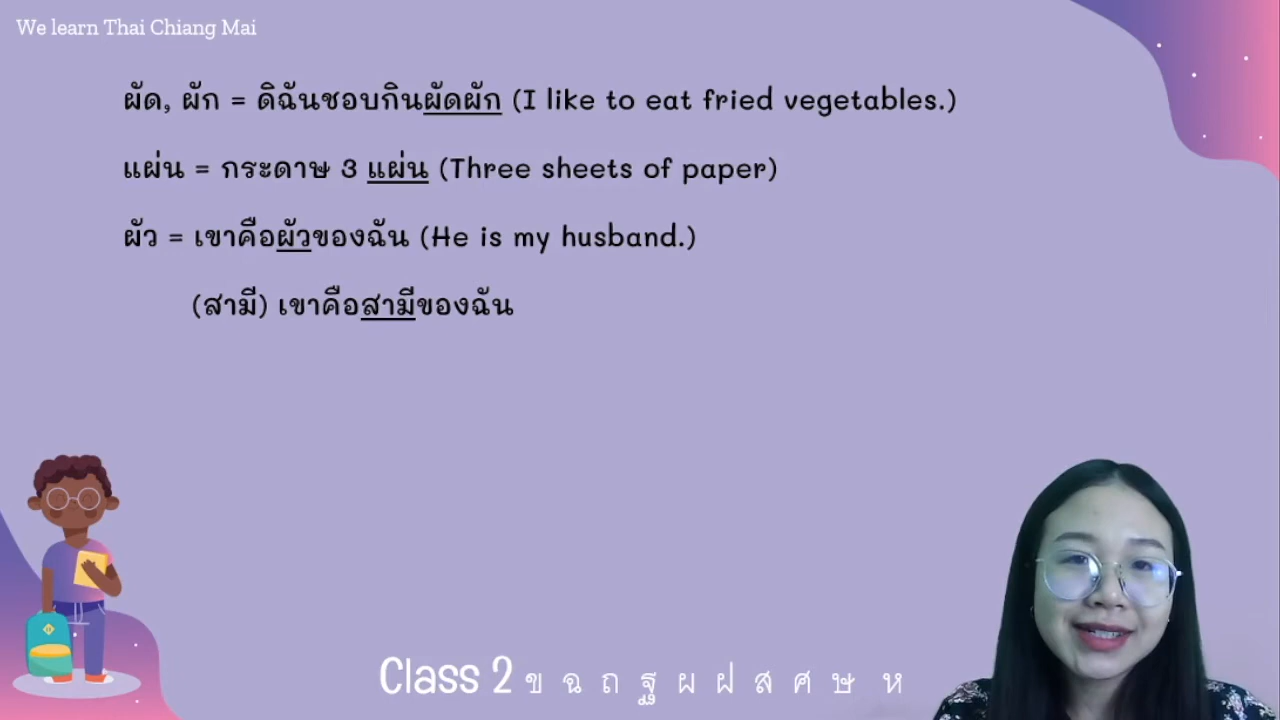 We learn Thai Chiang Mai
ผัด, ผัก = ดิฉันชอบกินผัดผัก (I like to eat fried vegetables.)
แผ่น = กระดาษ 3 แผ่น (Three sheets of paper)
ผัว = เขาคือผัวของฉัน (He is my husband.)
(สามี) เขาคือสามีของฉัน
Class 2 ข ฉ ถ ฐ ผ ฝ ส ศ ษ ห